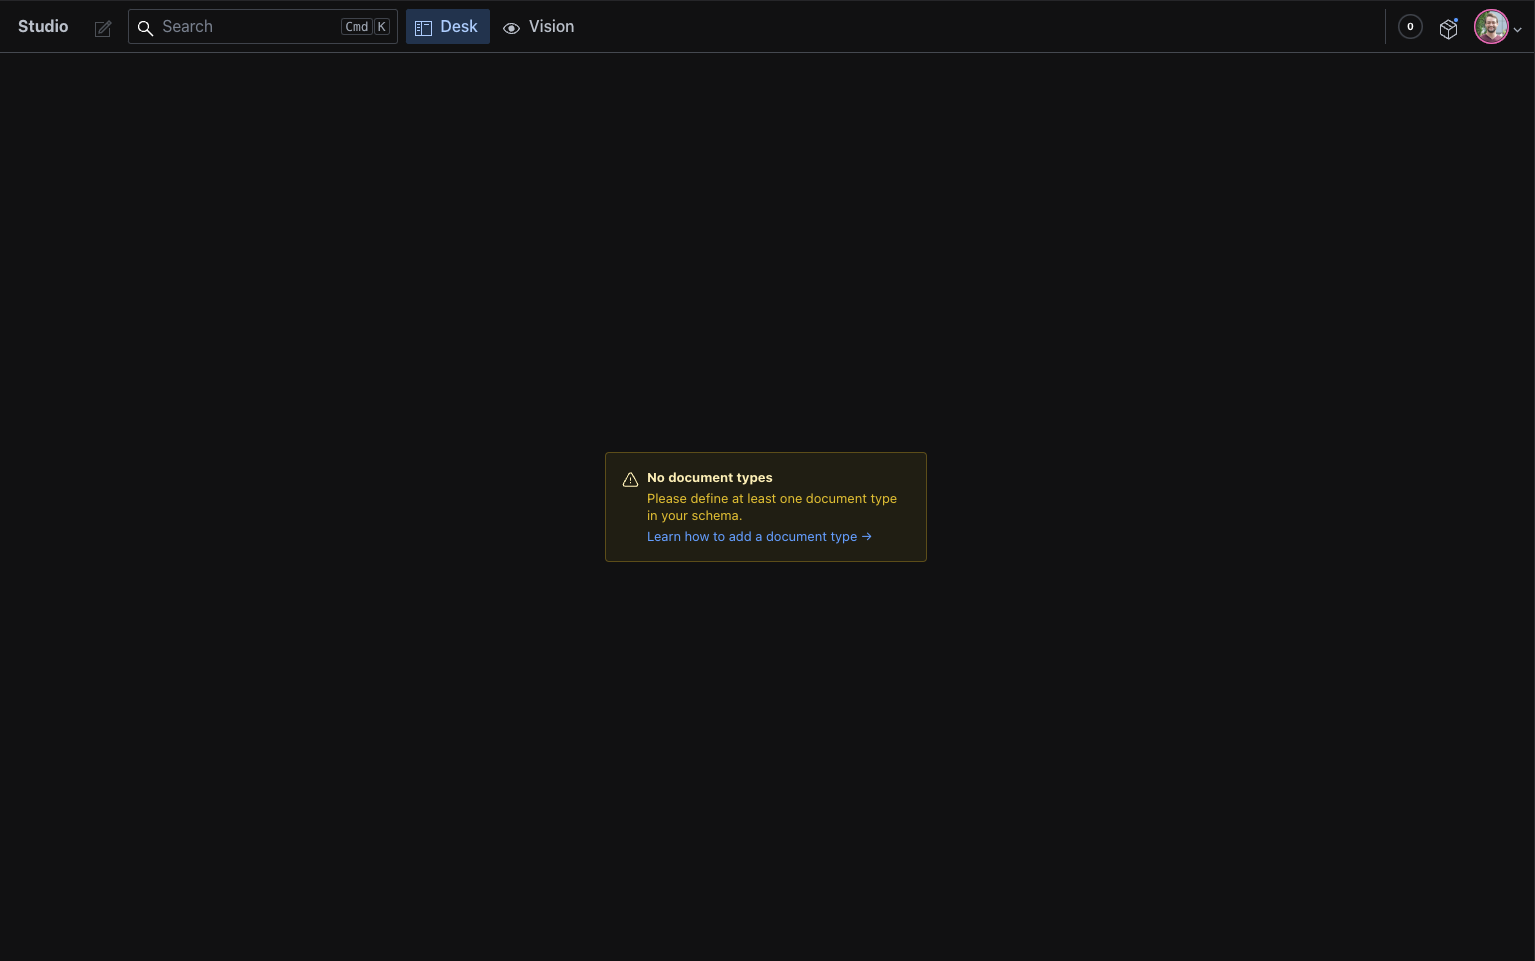 Studio
Search
Cmd K
Desk
Vision
0
No document types
Please define at least one document type
in your schema.
Learn how to add a document type →